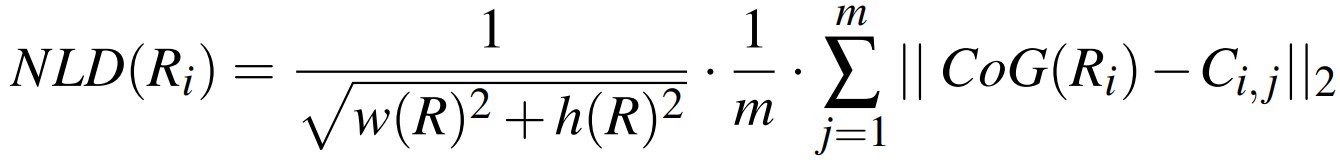 NLD(R_i) = \frac{1}{\sqrt{w(R)^2 + h(R)^2}} \cdot \frac{1}{m} \cdot \sum_{j=1}^{m} || CoG(R_i) - C_{i,j} ||_2